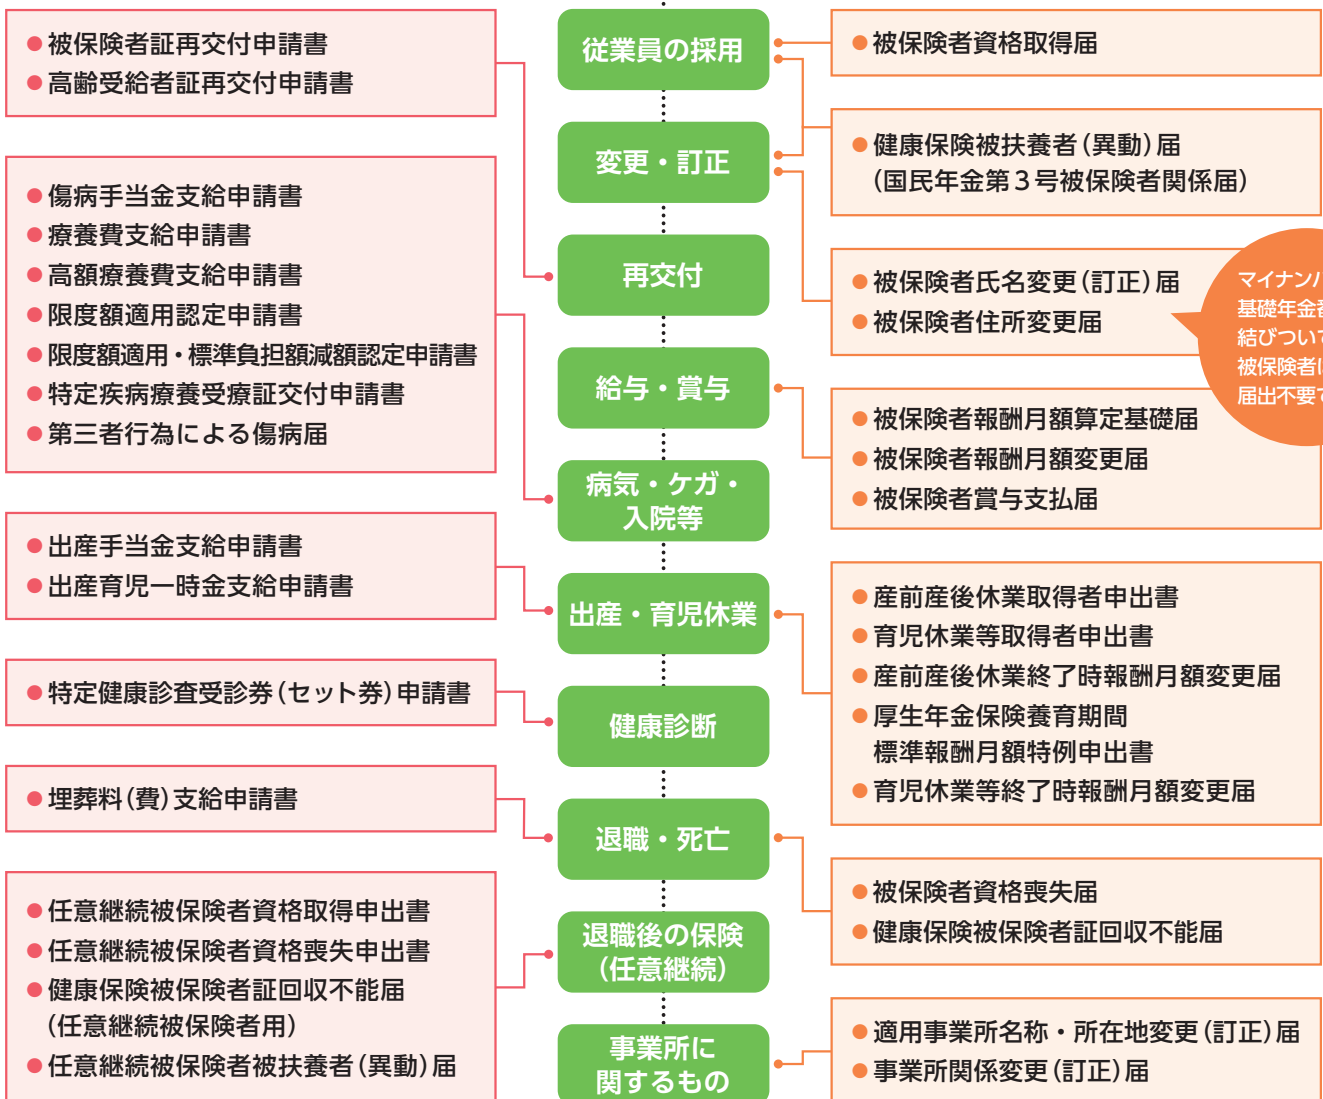 ●被保険者証再交付申請書
●高齢受給者証再交付申請書
●傷病手当金支給申請書
●療養費支給申請書
●高額療養費支給申請書
●限度額適用認定申請書
●限度額適用・標準負担額減額認定申請書
●特定疾病療養受療証交付申請書
●第三者行為による傷病届
●出産手当金支給申請書
●出産育児一時金支給申請書
●特定健康診査受診券(セット券)申請書
●埋葬料(費)支給申請書
●任意継続被保険者資格取得申出書
●任意継続被保険者資格喪失申出書
●健康保険被保険者証回収不能届
(任意継続被保険者用)
●任意継続被保険者被扶養者(異動)届
従業員の採用
変更・訂正
再交付
給与・賞与
病気・ケガ・
入院等
出産・育児休業
健康診断
退職・死亡
退職後の保険
(任意継続)
事業所に
関するもの
●被保険者資格取得届
●健康保険被扶養者(異動)届
(国民年金第3号被保険者関係届)
●被保険者氏名変更(訂正)届
●被保険者住所変更届
マイナン
基礎年金
結びつい
被保険者
届出不要
●被保険者報酬月額算定基礎届
●被保険者報酬月額変更届
●被保険者賞与支払届
●産前産後休業取得者申出書
●育児休業等取得者申出書
●産前産後休業終了時報酬月額変更届
●厚生年金保険養育期間
標準報酬月額特例申出書
●育児休業等終了時報酬月額変更届
●被保険者資格喪失届
●健康保険被保険者証回収不能届
●適用事業所名称・所在地変更(訂正)届
●事業所関係変更(訂正)届